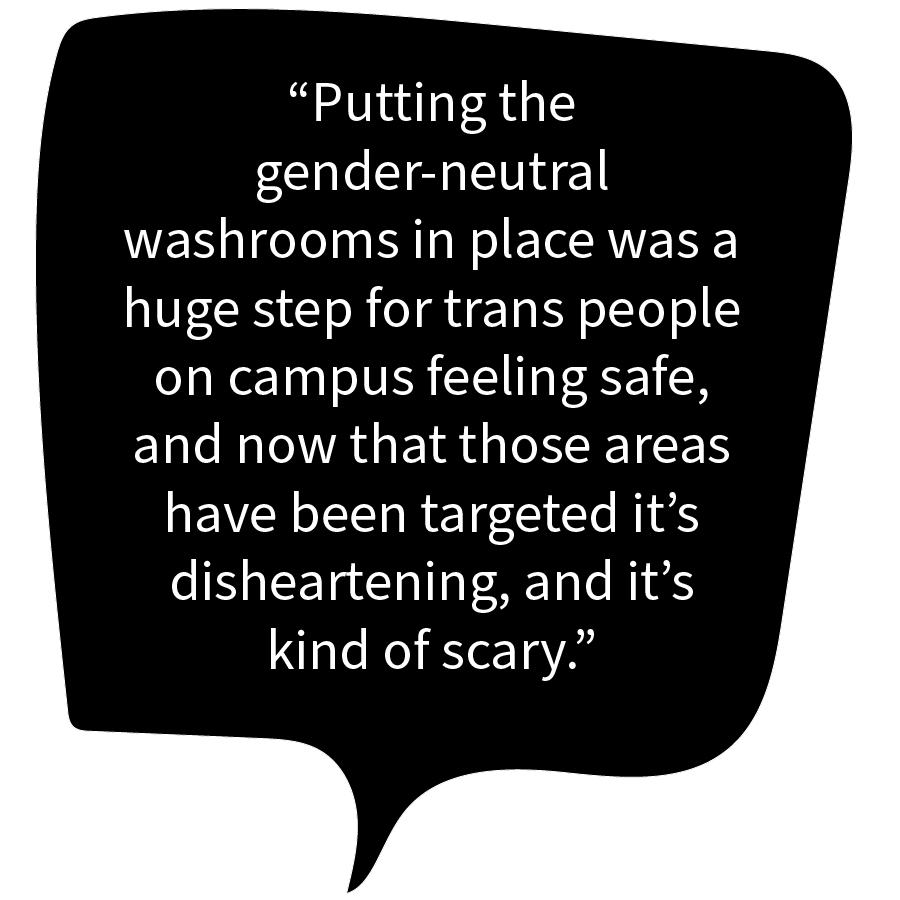 “Putting the
gender-neutral
washrooms in place was a
huge step for trans people
on campus feeling safe,
and now that those areas
have been targeted it’s
disheartening, and it’s
kind of scary.”